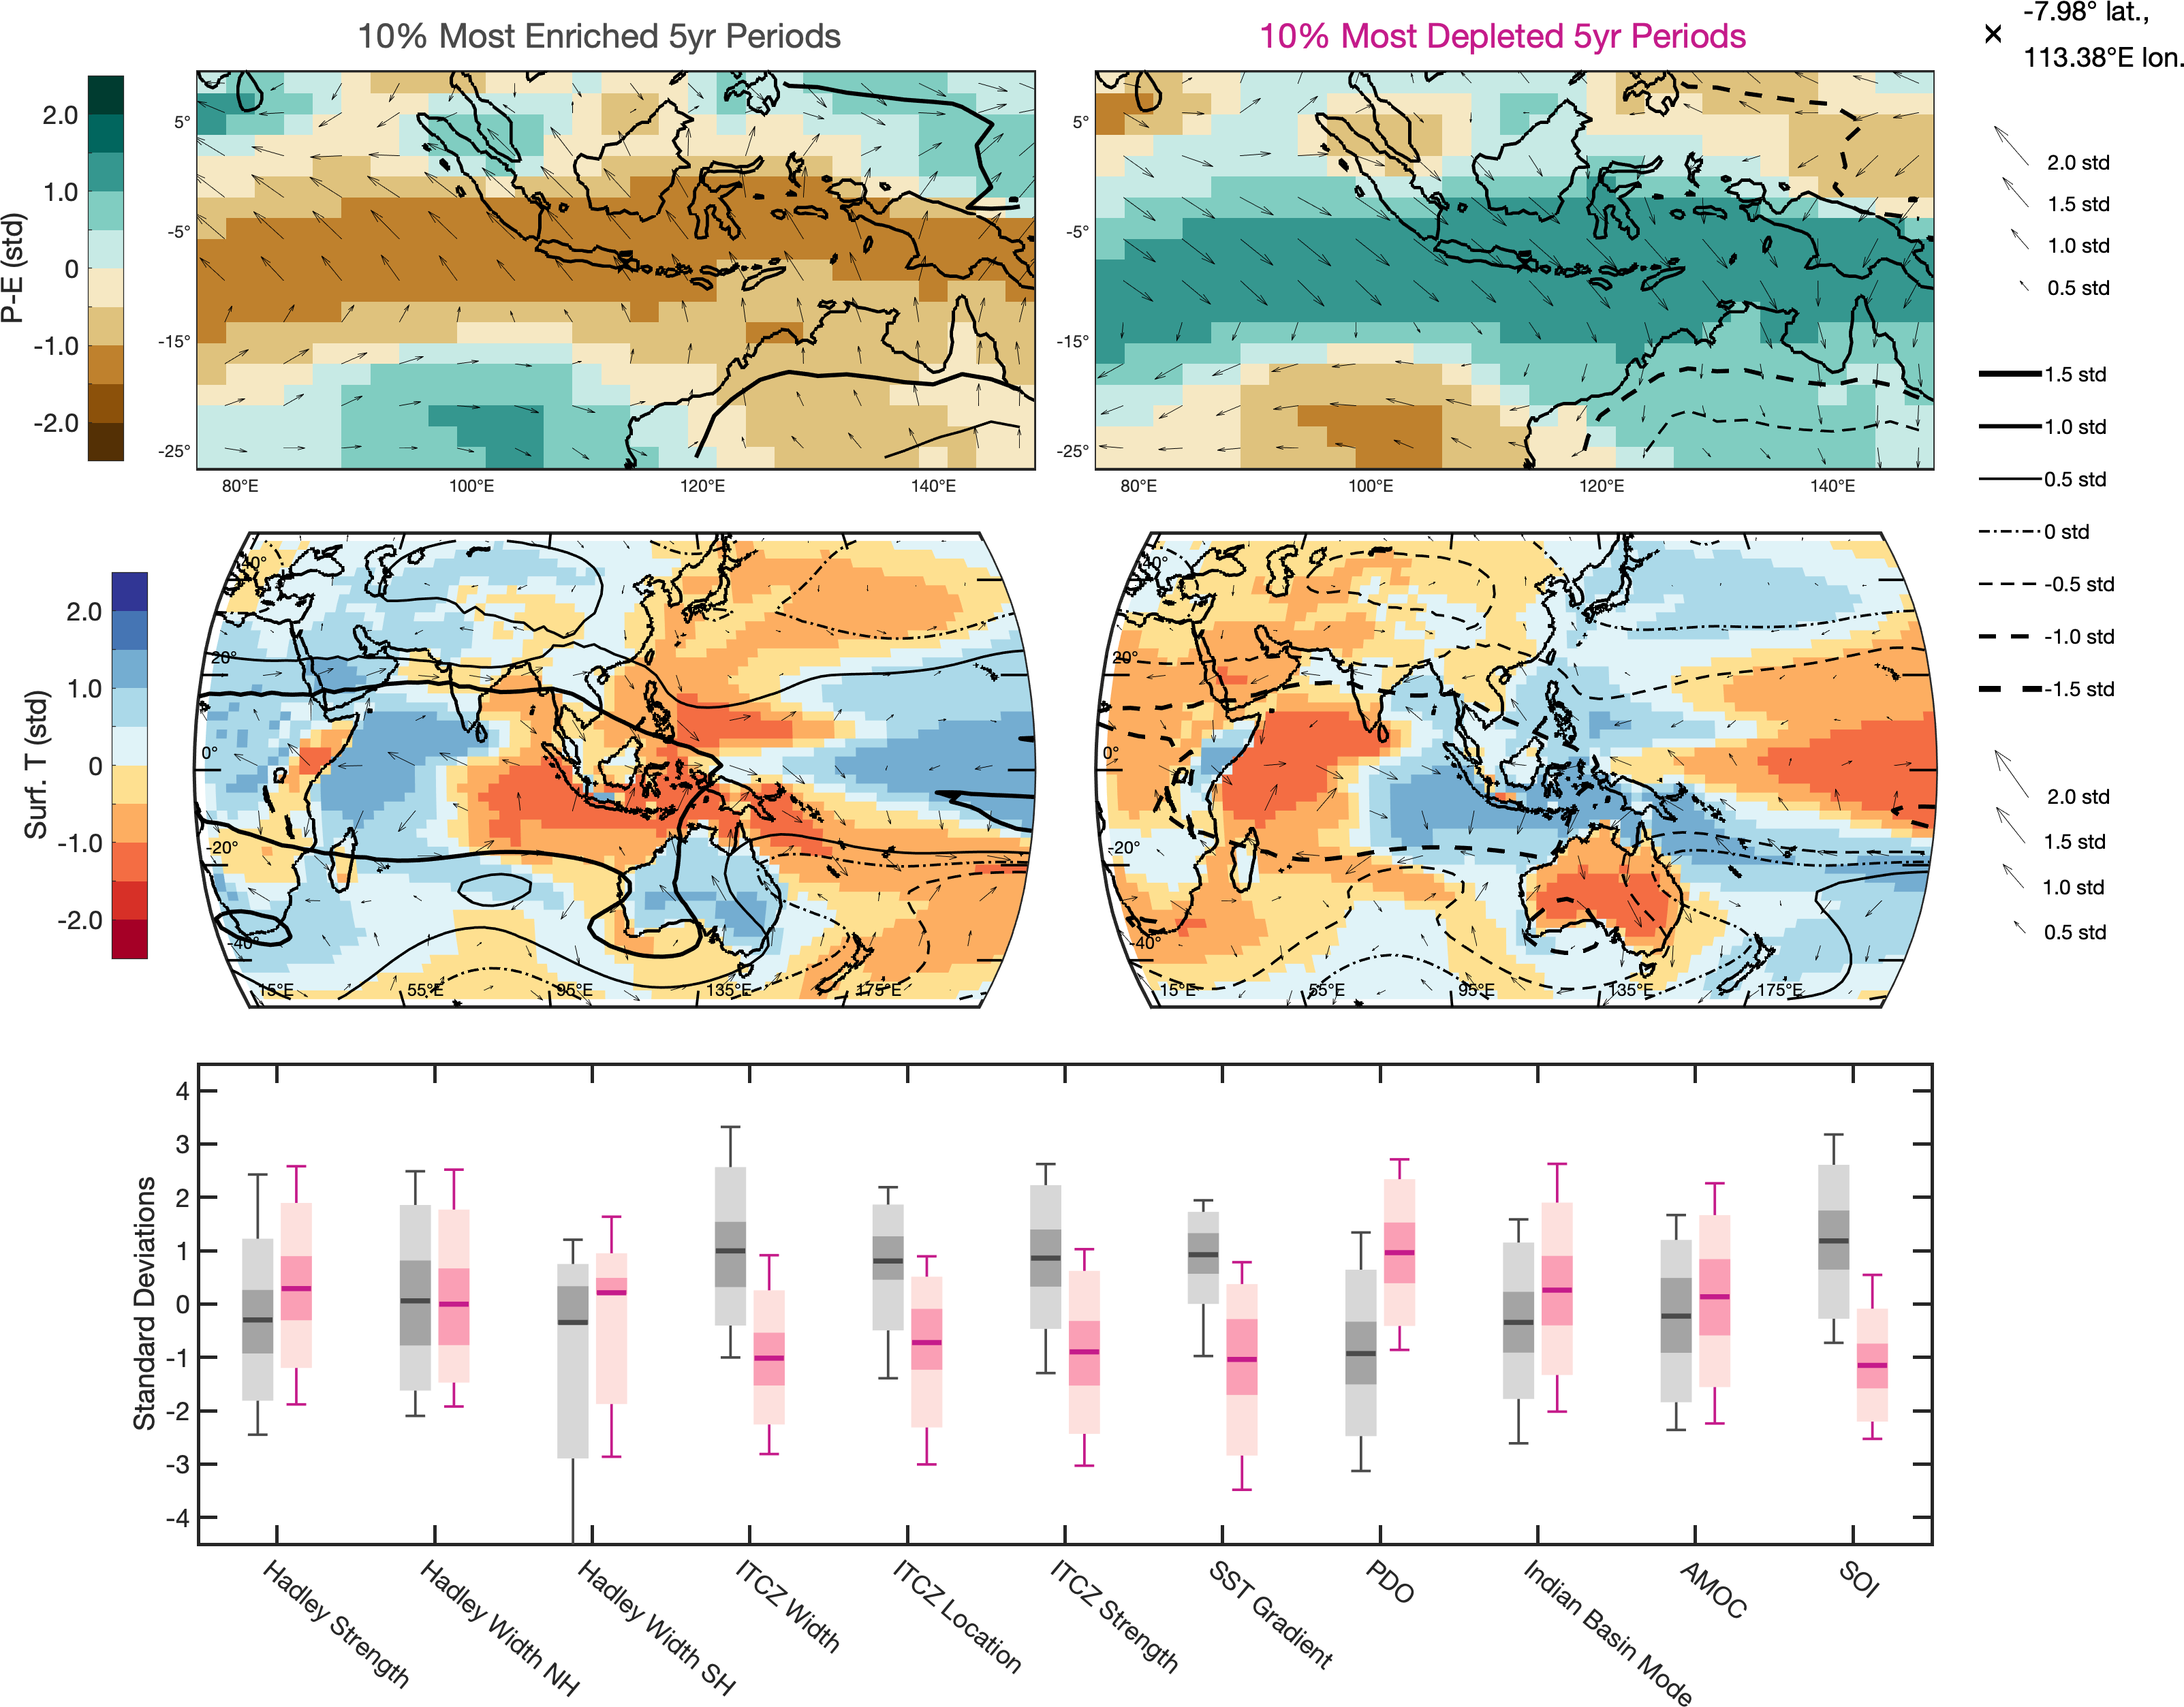 10% Most Enriched 5yr Periods
10% Most Depleted 5yr Periods
-7.98° lat.,
113.38°E lon.
P-E (std)
2.0
1.0
0
-1.0
-2.0
5°
-5°
-15°
-25°
80°E
100°E
120°E
140°E
5°
-5°
-15°
-25°
80°E
100°E
120°E
140°E
2.0 std
1.5 std
1.0 std
0.5 std
1.5 std
1.0 std
0.5 std
0 std
-0.5 std
-1.0 std
-1.5 std
Surf. T (std)
2.0
1.0
0
-1.0
-2.0
40°
20°
0°
-20°
-40°
15°E
55°E
95°E
135°E
175°E
40°
20°
0°
-20°
-40°
15°E
55°E
95°E
135°E
175°E
2.0 std
1.5 std
1.0 std
0.5 std
Standard Deviations
4
3
2
1
0
-1
-2
-3
-4
Hadley Strength
Hadley Width NH
Hadley Width SH
ITCZ Width
ITCZ Location
ITCZ Strength
SST Gradient
PDO
Indian Basin Mode
AMOC
SOI